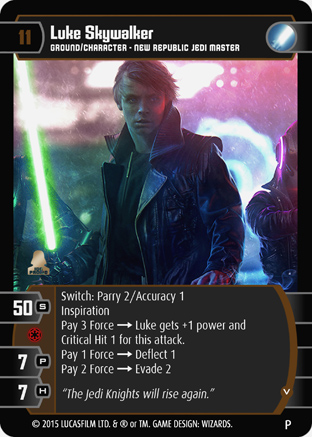 11
Luke Skywalker
GROUND/CHARACTER - NEW REPUBLIC JEDI MASTER
50 S
Switch: Parry 2/Accuracy 1
Inspiration
Pay 3 Force → Luke gets +1 power and
Critical Hit 1 for this attack.
7 P
Pay 1 Force → Deflect 1
Pay 2 Force → Evade 2
7 H
"The Jedi Knights will rise again."
© 2015 LUCASFILM LTD. & ® or TM. GAME DESIGN: WIZARDS.
P